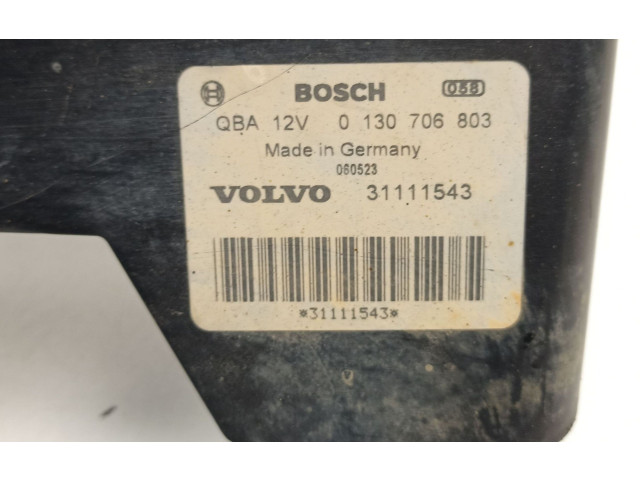 BOSCH 058
QBA 12V 0 130 706 803
Made in Germany
060523
VOLVO 31111543
*31111543*